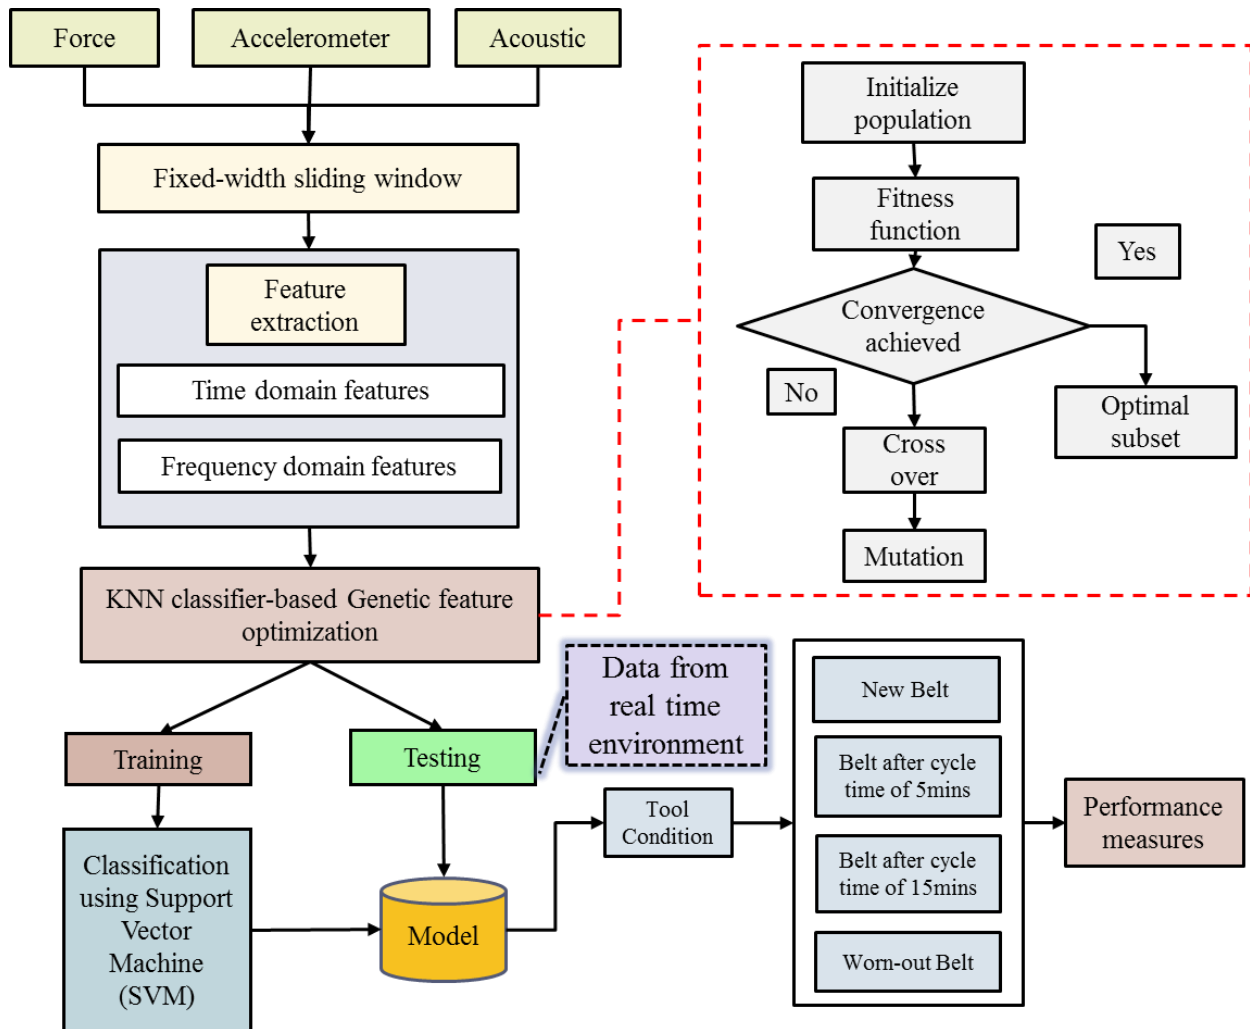 Force
Accelerometer
Acoustic
Fixed-width sliding window
Feature
extraction
Time domain features
Frequency domain features
KNN classifier-based Genetic feature
optimization
Initialize
population
Fitness
function
Convergence
achieved
Yes
No
Optimal
subset
Cross
over
Mutation
Training
Testing
Data from
real time
environment
Classification
using Support
Vector
Machine
(SVM)
Model
Tool
Condition
New Belt
Belt after cycle
time of 5mins
Belt after cycle
time of 15mins
Worn-out Belt
Performance
measures